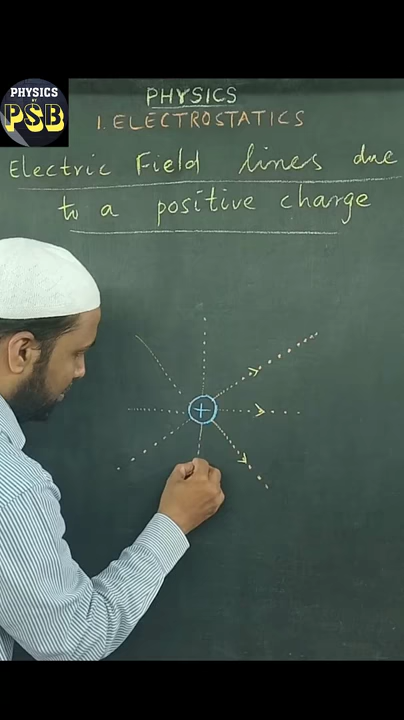 PHYSICS
BY
PSB
PHYSICS
1. ELECTROSTATICS
Electric Field lines due
to a positive charge
+